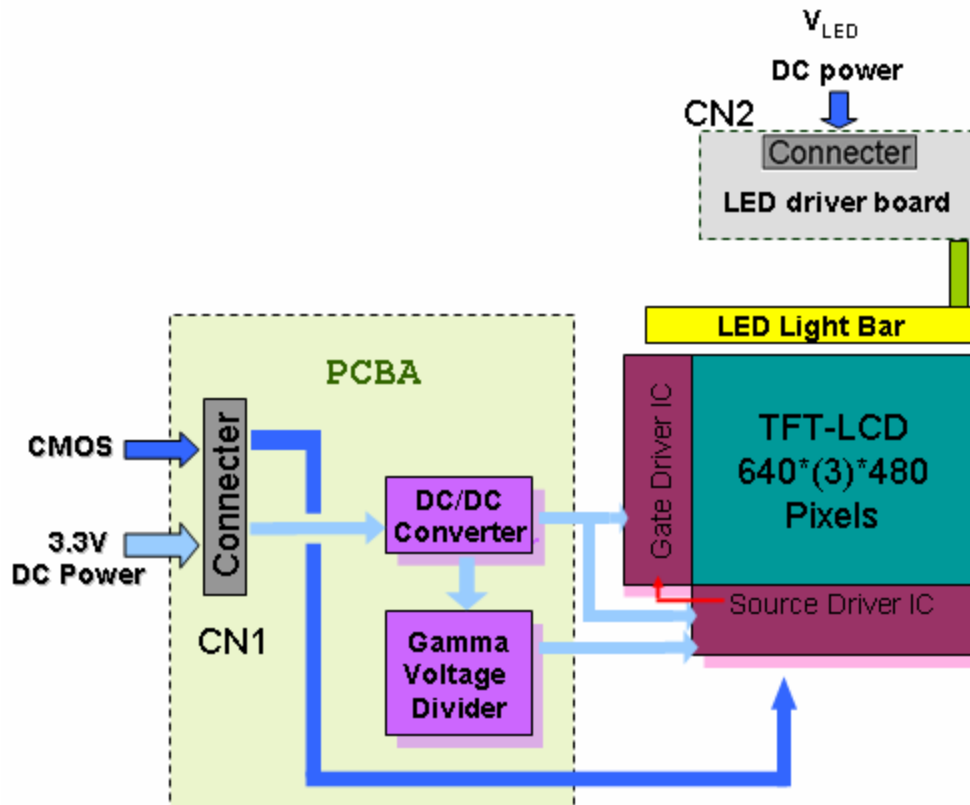 V LED
DC power
CN2
Connecter
LED driver board
LED Light Bar
PCBA
CMOS
3.3V
DC Power
Connecter
CN1
DC/DC
Converter
Gamma
Voltage
Divider
Gate Driver IC
TFT-LCD
640*(3)*480
Pixels
Source Driver IC